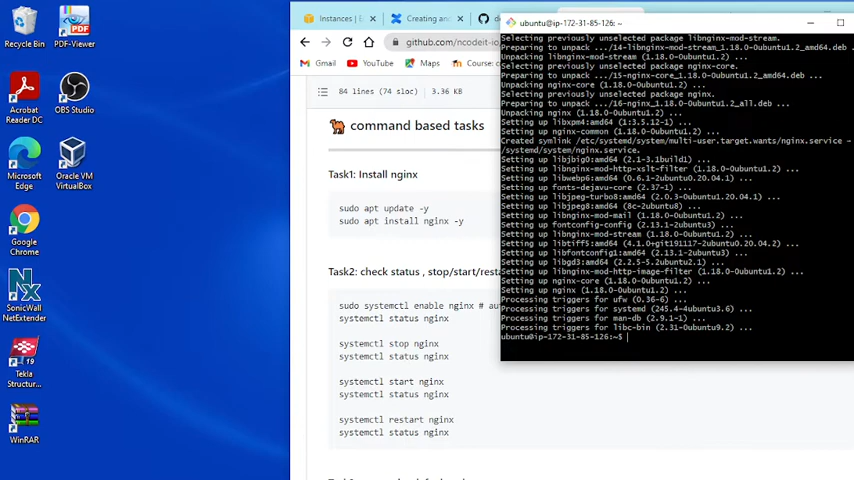 Recycle Bin
PDF-Viewer
Acrobat
Reader DC
OBS Studio
Microsoft
Edge
Oracle VM
VirtualBox
Google
Chrome
SonicWall
NetExtender
19
Tekla
Structur...
WinRAR
Instances |
Creating an
github.com/ncodeit-io
Gmail
YouTube
Maps
84 lines (74 sloc)
3.36 KB
command based tasks
Task1: Install nginx
sudo apt update -y
sudo apt install nginx -y
Task2: check status , stop/start/resta
sudo systemctl enable nginx # au
systemctl status nginx
systemctl stop nginx
systemctl status nginx
systemctl start nginx
systemctl status nginx
systemctl restart nginx
systemctl status nginx
ubuntu@ip-172-31-85-126: ~
Selecting previously unselected package libnginx-mod-stream.
Preparing to unpack .../14-libnginx-mod-stream_1.18.0-0ubuntu1.2_amd64.deb ...
Unpacking libnginx-mod-stream (1.18.0-0ubuntu1.2) ...
Selecting previously unselected package nginx-core.
Preparing to unpack .../15-nginx-core_1.18.0-0ubuntu1.2_amd64.deb ...
Unpacking nginx-core (1.18.0-0ubuntu1.2) ...
Selecting previously unselected package nginx.
Preparing to unpack .../16-nginx_1.18.0-0ubuntu1.2_all.deb ...
Unpacking nginx (1.18.0-0ubuntu1.2) ...
Setting up libxpm4:amd64 (1:3.5.12-1) ...
Setting up nginx-common (1.18.0-0ubuntu1.2) ...
Created symlink /etc/systemd/system/multi-user.target.wants/nginx.service -
/systemd/system/nginx.service.
Setting up libjbig0:amd64 (2.1-3.1build1) ...
Setting up libnginx-mod-http-xslt-filter (1.18.0-0ubuntu1.2) ...
Setting up libwebp6:amd64 (0.6.1-2ubuntu0.20.04.1) ...
Setting up fonts-dejavu-core (2.37-1) ...
Setting up libjpeg-turbo8:amd64 (2.0.3-0ubuntu1.20.04.1) ...
Setting up libjpeg8:amd64 (8c-2ubuntu8) ...
Setting up libnginx-mod-mail (1.18.0-0ubuntu1.2) ...
Setting up fontconfig-config (2.13.1-2ubuntu3) ...
Setting up libnginx-mod-stream (1.18.0-0ubuntu1.2) ...
Setting up libtiff5:amd64 (4.1.0+git191117-2ubuntu0.20.04.2) ...
Setting up libfontconfig1:amd64 (2.13.1-2ubuntu3) ...
Setting up libgd3:amd64 (2.2.5-5.2ubuntu2.1) ...
Setting up libnginx-mod-http-image-filter (1.18.0-0ubuntu1.2) ...
Setting up nginx-core (1.18.0-0ubuntu1.2) ...
Setting up nginx (1.18.0-0ubuntu1.2) ...
Processing triggers for ufw (0.36-6) ...
Processing triggers for systemd (245.4-4ubuntu3.6) ...
Processing triggers for man-db (2.9.1-1) ...
Processing triggers for libc-bin (2.31-0ubuntu9.2) ...
ubuntu@ip-172-31-85-126:~$